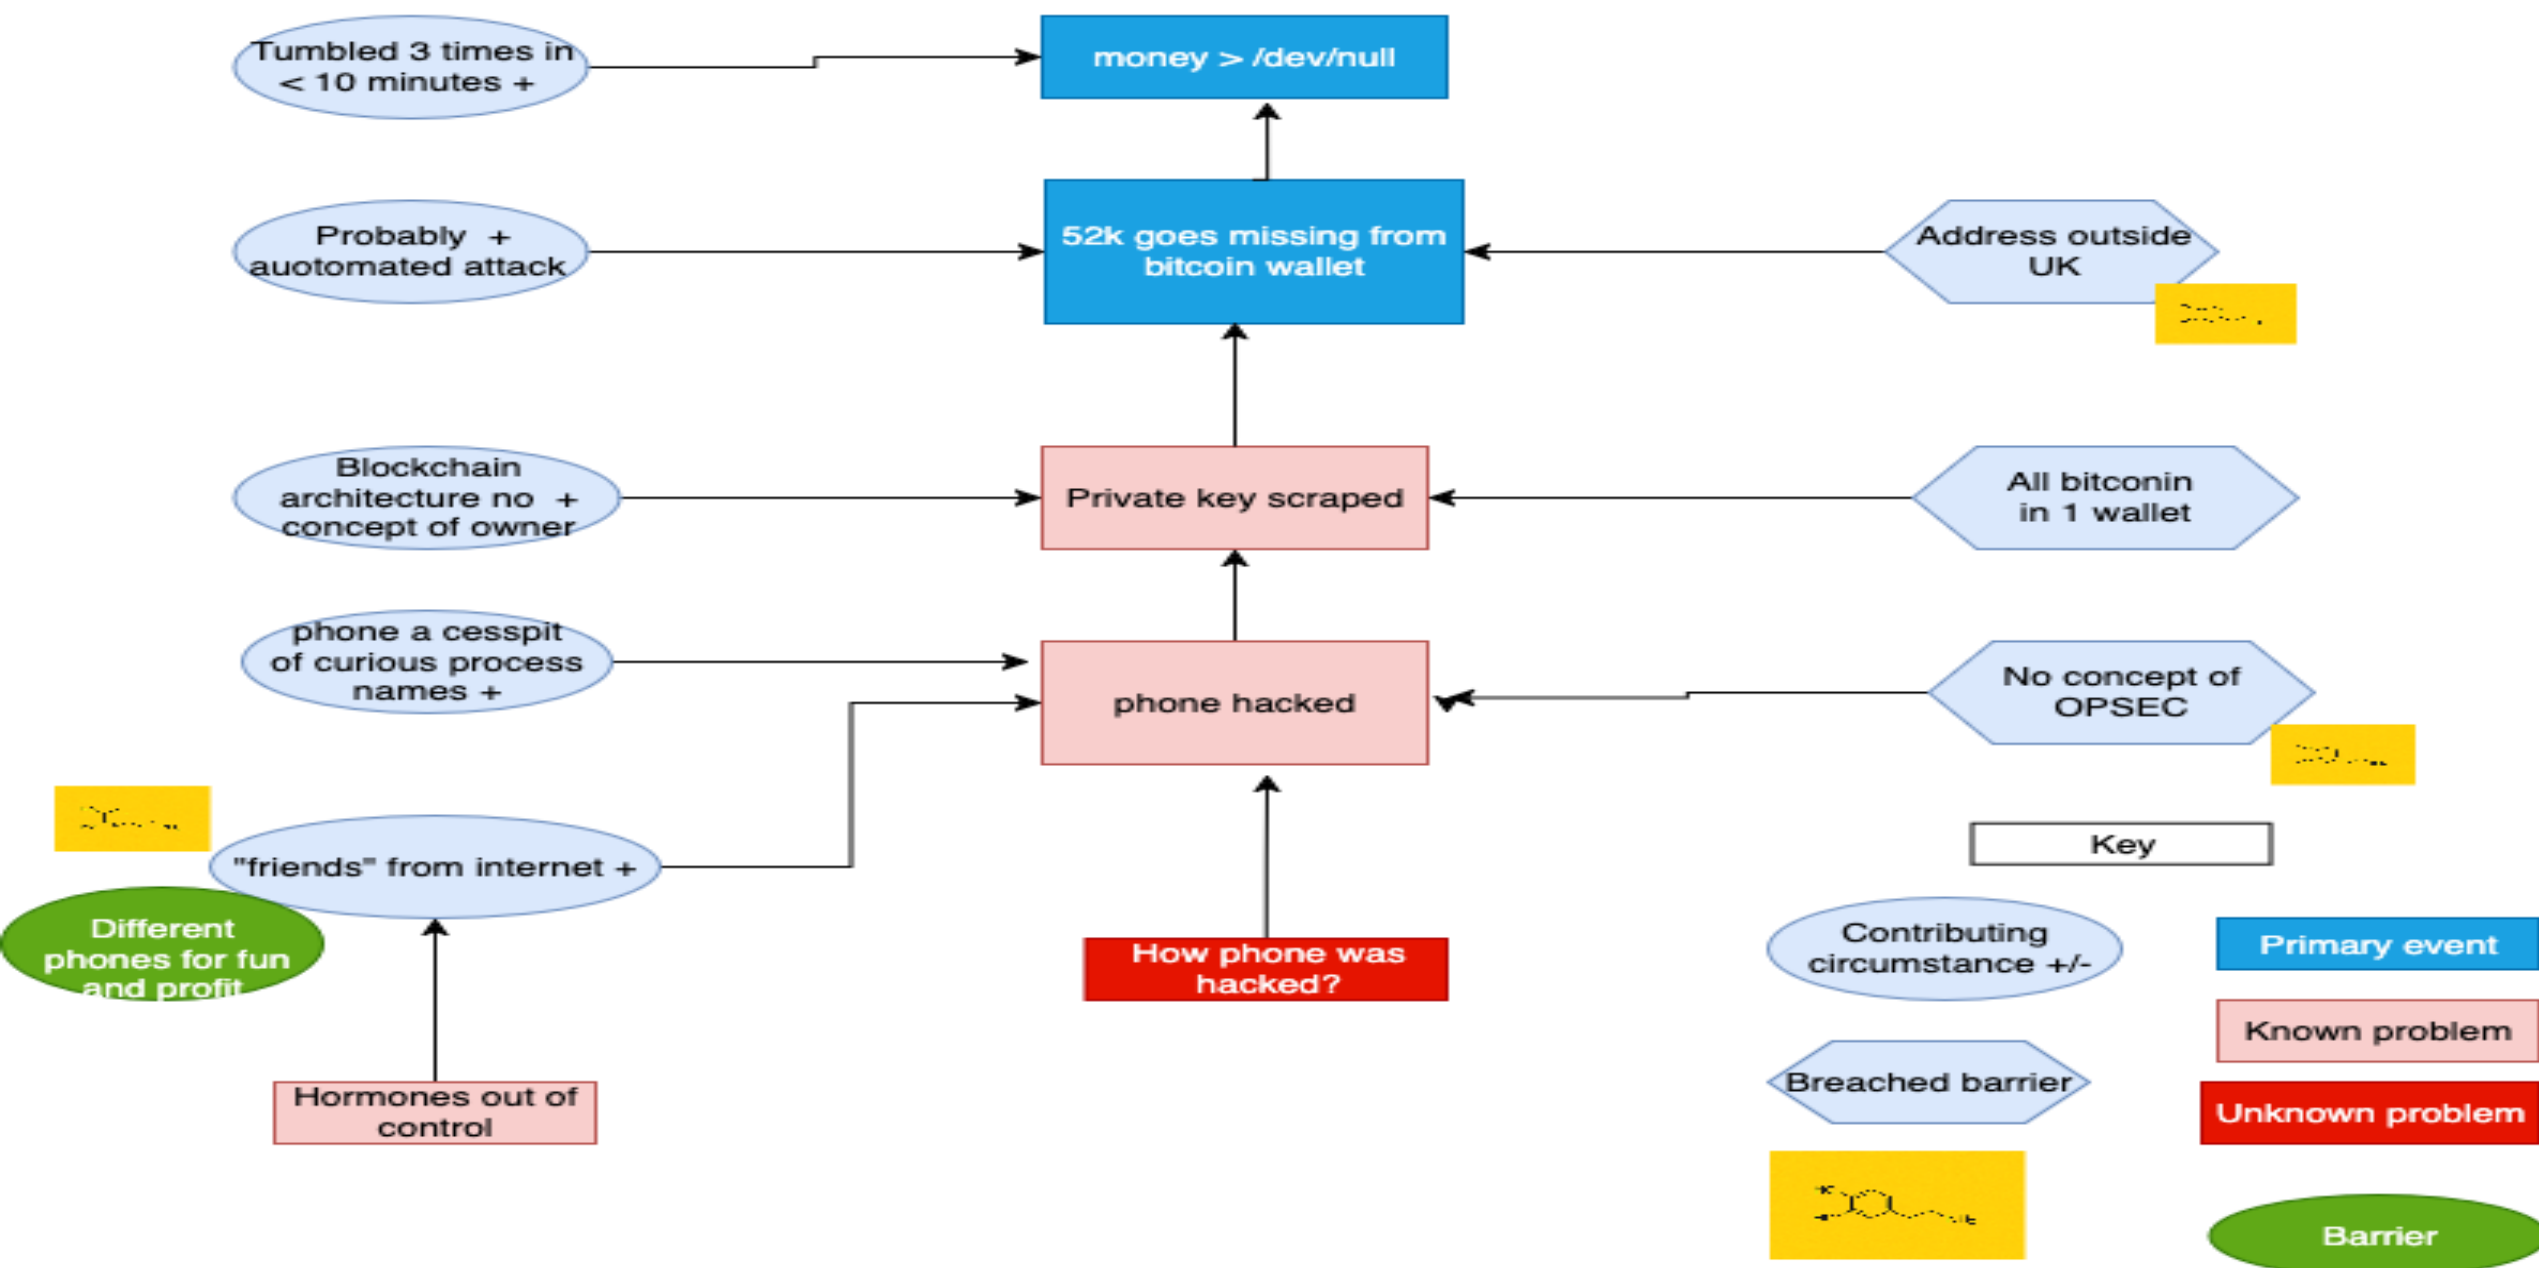 Tumbled 3 times in
< 10 minutes +
money > /dev/null
Probably  +
auotomated attack
52k goes missing from
bitcoin wallet
Address outside
UK
Blockchain
architecture no  +
concept of owner
Private key scraped
All bitconin
in 1 wallet
phone a cesspit
of curious process
names +
phone hacked
No concept of
OPSEC
"friends" from internet +
Different
phones for fun
and profit
How phone was
hacked?
Hormones out of
control
Key
Contributing
circumstance +/-
Primary event
Known problem
Breached barrier
Unknown problem
Barrier